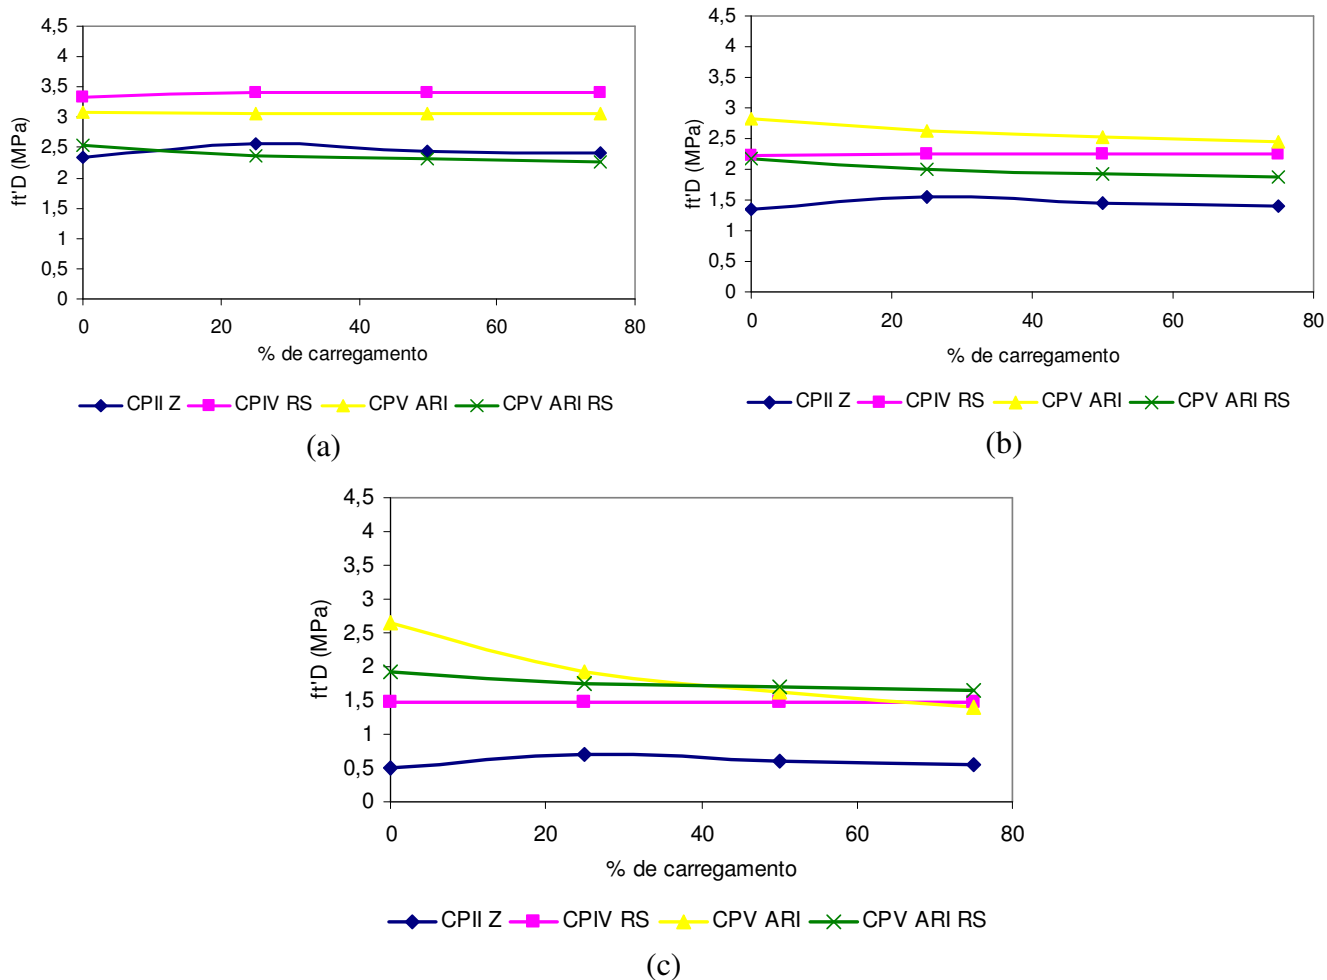 4,5
4
3,5
3
2,5
2
1,5
1
0,5
0
ft'D (MPa)
0 20 40 60 80
% de carregamento
CPII Z CPIV RS CPV ARI CPV ARI RS
(a)
4,5
4
3,5
3
2,5
2
1,5
1
0,5
0
ft'D (MPa)
0 20 40 60 80
% de carregamento
CPII Z CPIV RS CPV ARI CPV ARI RS
(b)
4,5
4
3,5
3
2,5
2
1,5
1
0,5
0
ft'D (MPa)
0 20 40 60 80
% de carregamento
CPII Z CPIV RS CPV ARI CPV ARI RS
(c)